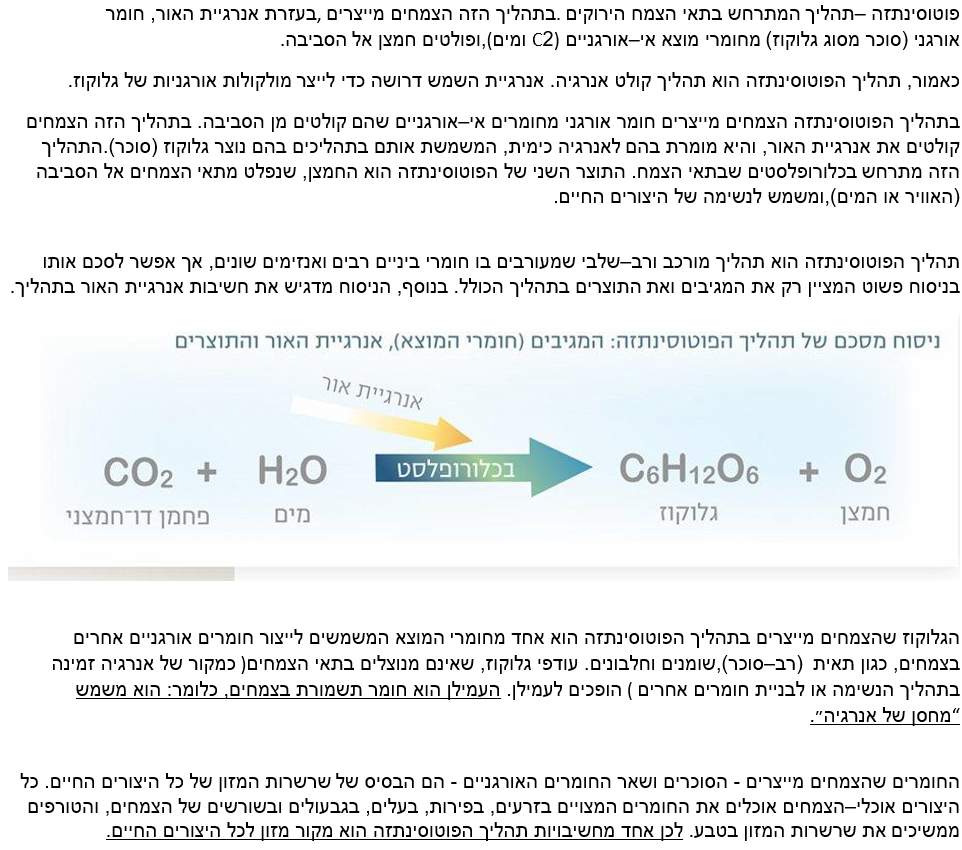 פוטוסינתזה –תהליך המתרחש בתאי הצמח הירוקים .בתהליך הזה הצמחים מייצרים ,בעזרת אנרגיית האור, חומר
אורגני (סוכר מסוג גלוקוז) מחומרי מוצא אי–אורגניים (C2 ומים),ופולטים חמצן אל הסביבה.
כאמור, תהליך הפוטוסינתזה הוא תהליך קולט אנרגיה. אנרגיית השמש דרושה כדי לייצר מולקולות אורגניות של גלוקוז.
בתהליך הפוטוסינתזה הצמחים מייצרים חומר אורגני מחומרים אי–אורגניים שהם קולטים מן הסביבה. בתהליך הזה הצמחים
קולטים את אנרגיית האור, והיא מומרת בהם לאנרגיה כימית, המשמשת אותם בתהליכים בהם נוצר גלוקוז (סוכר).התהליך
הזה מתרחש בכלורופלסטים שבתאי הצמח. התוצר השני של הפוטוסינתזה הוא החמצן, שנפלט מתאי הצמחים אל הסביבה
(האוויר או המים),ומשמש לנשימה של היצורים החיים.
תהליך הפוטוסינתזה הוא תהליך מורכב ורב–שלבי שמעורבים בו חומרי ביניים רבים ואנזימים שונים, אך אפשר לסכם אותו
בניסוח פשוט המציין רק את המגיבים ואת התוצרים בתהליך הכולל. בנוסף, הניסוח מדגיש את חשיבות אנרגיית האור בתהליך.
ניסוח מסכם של תהליך הפוטוסינתזה: המגיבים (חומרי המוצא), אנרגיית האור והתוצרים
אנרגיית אור
CO2 + H2O בכלורופלסט C6H12O6 + O2
פחמן דו־חמצני מים גלוקוז חמצן
הגלוקוז שהצמחים מייצרים בתהליך הפוטוסינתזה הוא אחד מחומרי המוצא המשמשים לייצור חומרים אורגניים אחרים
בצמחים, כגון תאית (רב–סוכר),שומנים וחלבונים. עודפי גלוקוז, שאינם מנוצלים בתאי הצמחים( כמקור של אנרגיה זמינה
בתהליך הנשימה או לבניית חומרים אחרים ) הופכים לעמילן. העמילן הוא חומר תשמורת בצמחים, כלומר: הוא משמש
“מחסן של אנרגיה״.
החומרים שהצמחים מייצרים - הסוכרים ושאר החומרים האורגניים - הם הבסיס של שרשרות המזון של כל היצורים החיים. כל
היצורים אוכלי–הצמחים אוכלים את החומרים המצויים בזרעים, בפירות, בעלים, בגבעולים ובשורשים של הצמחים, והטורפים
ממשיכים את שרשרות המזון בטבע. לכן אחד מחשיבויות תהליך הפוטוסינתזה הוא מקור מזון לכל היצורים החיים.